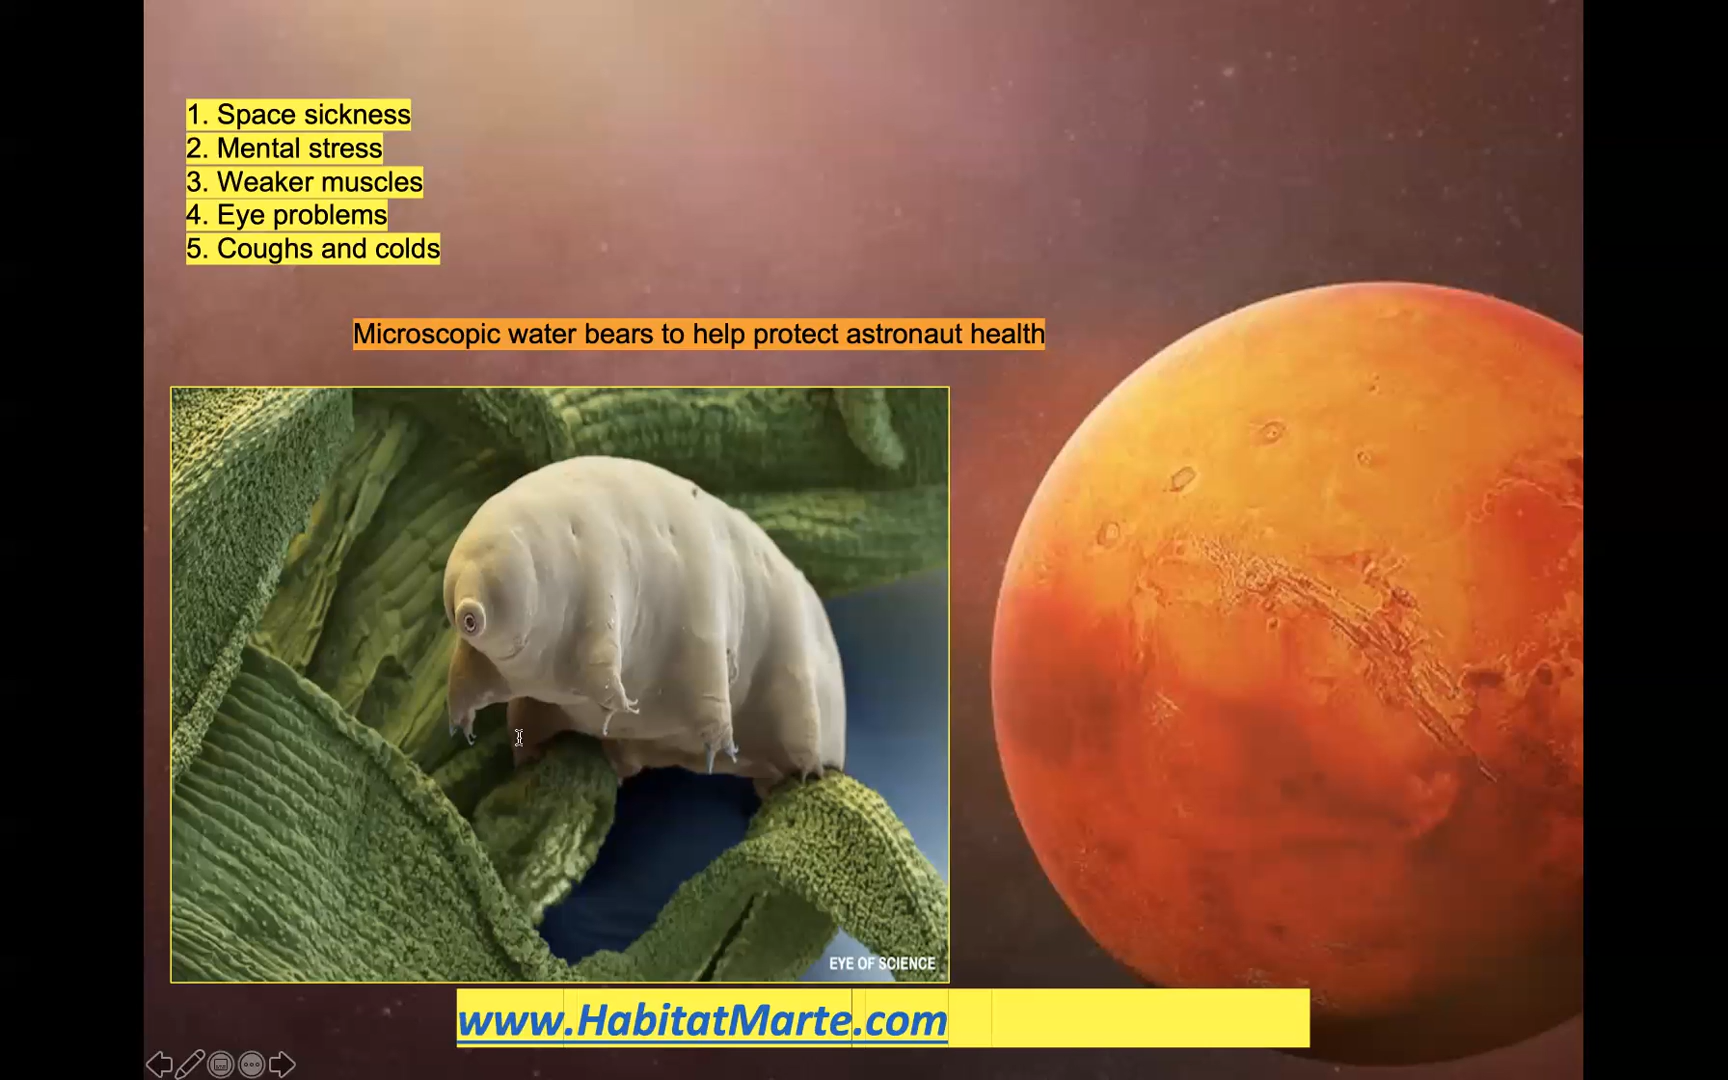 1. Space sickness
2. Mental stress
3. Weaker muscles
4. Eye problems
5. Coughs and colds
Microscopic water bears to help protect astronaut health
EYE OF SCIENCE
www.HabitatMarte.com